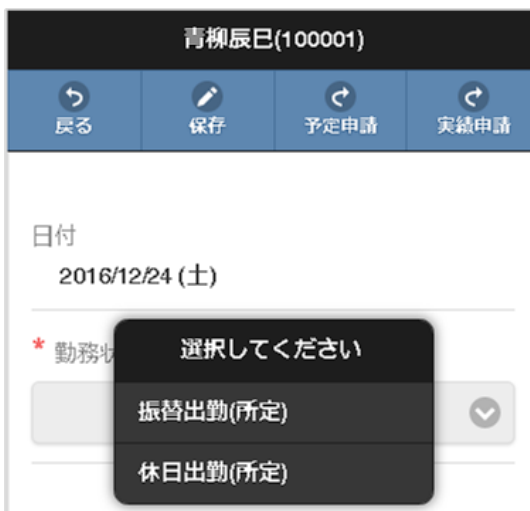 青柳辰巳(100001)
戻る 保存 予定申請 実績申請
日付
2016/12/24 (土)
* 勤務状
選択してください
振替出勤(所定)
休日出勤(所定)